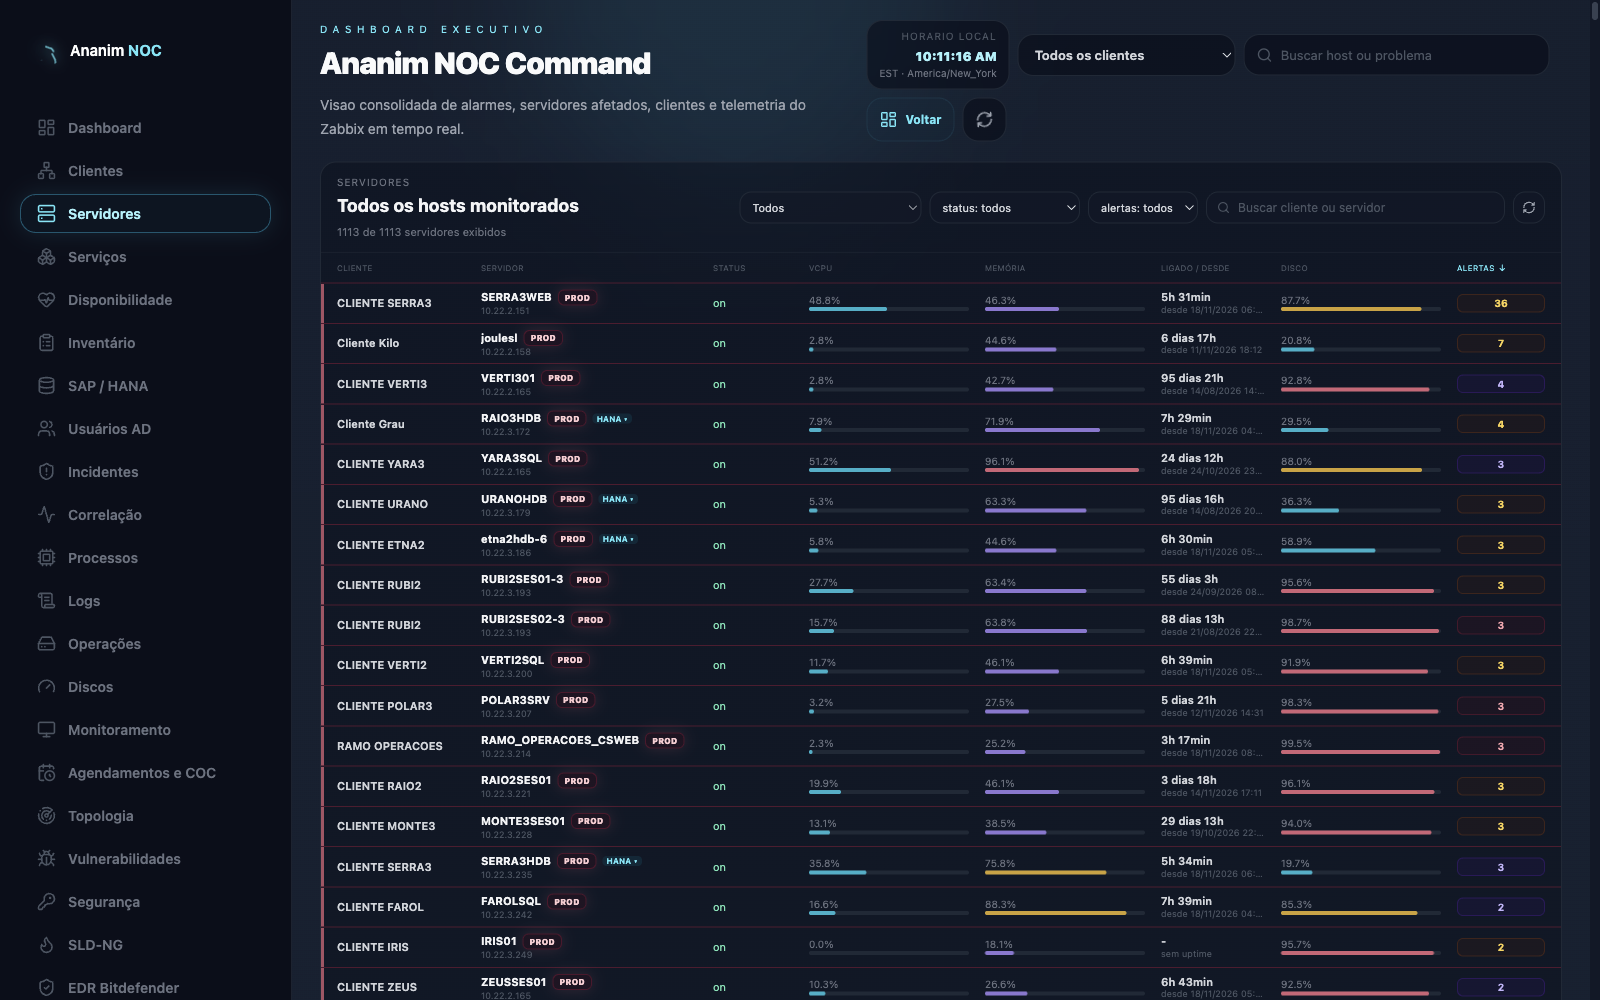 Ananim NOC
Dashboard
Clientes
Servidores
Serviços
Disponibilidade
Inventário
SAP / HANA
Usuários AD
Incidentes
Correlação
Processos
Logs
Operações
Discos
Monitoramento
Agendamentos e COC
Topologia
Vulnerabilidades
Segurança
SLD-NG
EDR Bitdefender
DASHBOARD EXECUTIVO
Ananim NOC Command
Visao consolidada de alarmes, servidores afetados, clientes e telemetria do
Zabbix em tempo real.
HORARIO LOCAL
10:11:16 AM
EST · America/New_York
Todos os clientes
Buscar host ou problema
Voltar
SERVIDORES
Todos os hosts monitorados
1113 de 1113 servidores exibidos
Todos
status: todos
alertas: todos
Buscar cliente ou servidor
CLIENTE SERVIDOR STATUS VCPU MEMÓRIA LIGADO / DESDE DISCO ALERTAS ↓
CLIENTE SERRA3 SERRA3WEB PROD on 48.8% 46.3% 5h 31min 87.7% 36
10.22.2.151 desde 18/11/2026 06:...
Cliente Kilo joulesl PROD on 2.8% 44.6% 6 dias 17h 20.8% 7
10.22.2.158 desde 11/11/2026 18:12
CLIENTE VERTI3 VERTI301 PROD on 2.8% 42.7% 95 dias 21h 92.8% 4
10.22.2.165 desde 14/08/2026 14:...
Cliente Grau RAIO3HDB PROD HANA on 7.9% 71.9% 7h 29min 29.5% 4
10.22.3.172 desde 18/11/2026 04:...
CLIENTE YARA3 YARA3SQL PROD on 51.2% 96.1% 24 dias 12h 88.0% 3
10.22.2.165 desde 24/10/2026 23...
CLIENTE URANO URANOHDB PROD HANA on 5.3% 63.3% 95 dias 16h 36.3% 3
10.22.3.179 desde 14/08/2026 20...
CLIENTE ETNA2 etna2hdb-6 PROD HANA on 5.8% 44.6% 6h 30min 58.9% 3
10.22.3.186 desde 18/11/2026 05:...
CLIENTE RUBI2 RUBI2SES01-3 PROD on 27.7% 63.4% 55 dias 3h 95.6% 3
10.22.3.193 desde 24/09/2026 08...
CLIENTE RUBI2 RUBI2SES02-3 PROD on 15.7% 63.8% 88 dias 13h 98.7% 3
10.22.3.193 desde 21/08/2026 22...
CLIENTE VERTI2 VERTI2SQL PROD on 11.7% 46.1% 6h 39min 91.9% 3
10.22.3.200 desde 18/11/2026 05:...
CLIENTE POLAR3 POLAR3SRV PROD on 3.2% 27.5% 5 dias 21h 98.3% 3
10.22.3.207 desde 12/11/2026 14:31
RAMO OPERACOES RAMO_OPERACOES_CSWEB PROD on 2.3% 25.2% 3h 17min 99.5% 3
10.22.3.214 desde 18/11/2026 08:...
CLIENTE RAIO2 RAIO2SES01 PROD on 19.9% 46.1% 3 dias 18h 96.1% 3
10.22.3.221 desde 14/11/2026 17:11
CLIENTE MONTE3 MONTE3SES01 PROD on 13.1% 38.5% 29 dias 13h 94.0% 3
10.22.3.228 desde 19/10/2026 22:...
CLIENTE SERRA3 SERRA3HDB PROD HANA on 35.8% 75.8% 5h 34min 19.7% 3
10.22.3.235 desde 18/11/2026 06:...
CLIENTE FAROL FAROLSQL PROD on 16.6% 88.3% 7h 39min 85.3% 2
10.22.3.242 desde 18/11/2026 04:...
CLIENTE IRIS IRIS01 PROD on 0.0% 18.1% - 95.7% 2
10.22.3.249 sem uptime
CLIENTE ZEUS ZEUSSES01 PROD on 10.3% 26.6% 6h 43min 92.5% 2
10.22.2.165 desde 18/11/2026 05:...